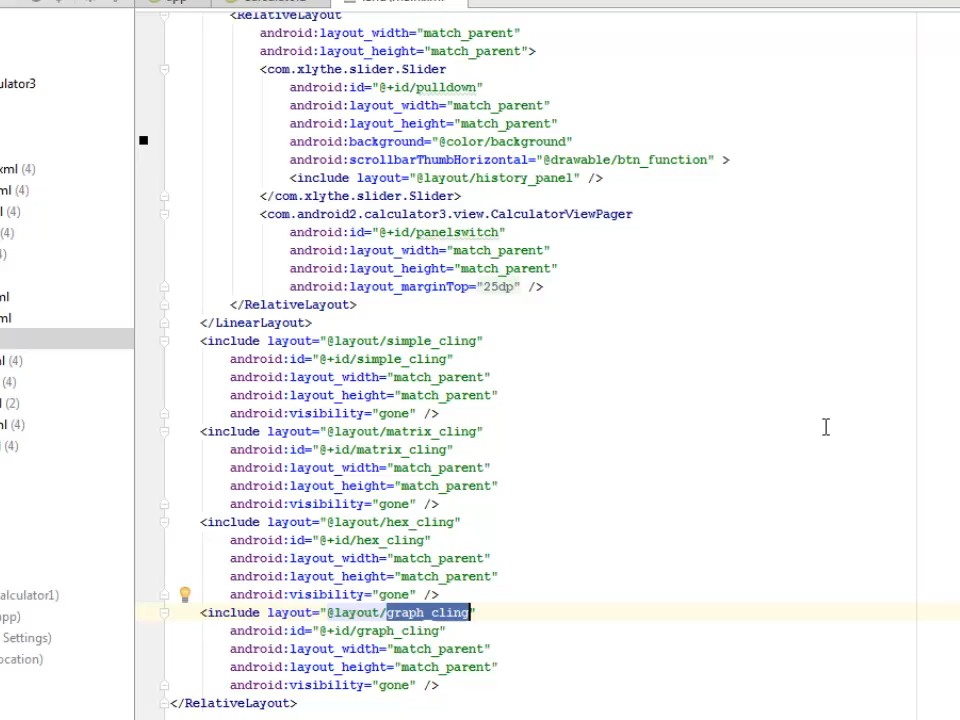 <RelativeLayout
android:layout_width="match_parent"
android:layout_height="match_parent">
<com.xlythe.slider.Slider
android:id="@+id/pulldown"
culator3
android:layout_width="match_parent"
android:layout_height="match_parent"
android:background="@color/background"
android:scrollbarThumbHorizontal="@drawable/btn_function" >
xml (4)
<include layout="@layout/history_panel" />
ml (4)
</com.xlythe.slider.Slider>
l (4)
<com.android2.calculator3.view.CalculatorViewPager
(4)
android:id="@+id/panelswitch"
4)
android:layout_width="match_parent"
android:layout_height="match_parent"
android:layout_marginTop="25dp" />
ml
</RelativeLayout>
ml
</LinearLayout>
<include layout="@layout/simple_cling"
l (4)
android:id="@+id/simple_cling"
(4)
android:layout_width="match_parent"
l (2)
android:layout_height="match_parent"
android:visibility="gone" />
nl (4)
<include layout="@layout/matrix_cling"
l (4)
android:id="@+id/matrix_cling"
android:layout_width="match_parent"
android:layout_height="match_parent"
android:visibility="gone" />
<include layout="@layout/hex_cling"
android:id="@+id/hex_cling"
android:layout_width="match_parent"
android:layout_height="match_parent"
alculator1)
android:visibility="gone" />
pp)
<include layout="@layout/graph_cling"
Settings)
android:id="@+id/graph_cling"
ocation)
android:layout_width="match_parent"
android:layout_height="match_parent"
android:visibility="gone" />
</RelativeLayout>